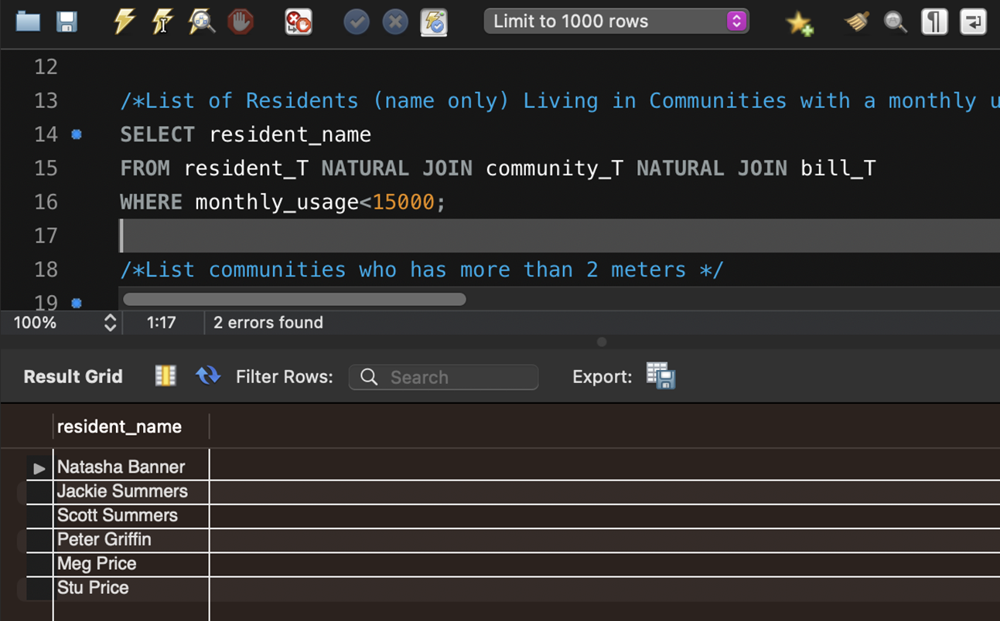 Limit to 1000 rows
12
13 /*List of Residents (name only) Living in Communities with a monthly
14 SELECT resident_name
15 FROM resident_T NATURAL JOIN community_T NATURAL JOIN bill_T
16 WHERE monthly_usage<15000;
17
18 /*List communities who has more than 2 meters */
19
100% 1:17 2 errors found
Result Grid Filter Rows: Search Export:
resident_name
Natasha Banner
Jackie Summers
Scott Summers
Peter Griffin
Meg Price
Stu Price